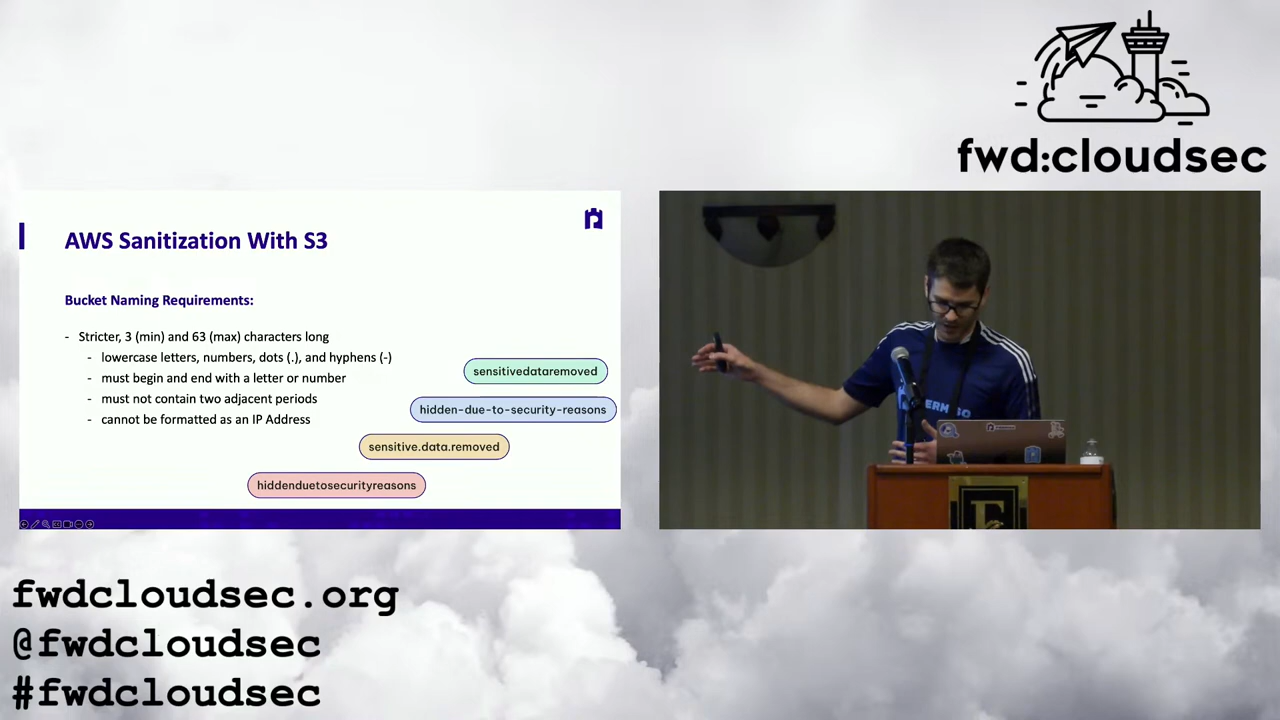 fwd:cloudsec
AWS Sanitization With S3
Bucket Naming Requirements:
- Stricter, 3 (min) and 63 (max) characters long
- lowercase letters, numbers, dots (.), and hyphens (-)
- must begin and end with a letter or number
- must not contain two adjacent periods
- cannot be formatted as an IP Address
sensitivedataremoved
hidden-due-to-security-reasons
sensitive.data.removed
hiddenduetosecurityreasons
fwdcloudsec.org
@fwdcloudsec
#fwdcloudsec